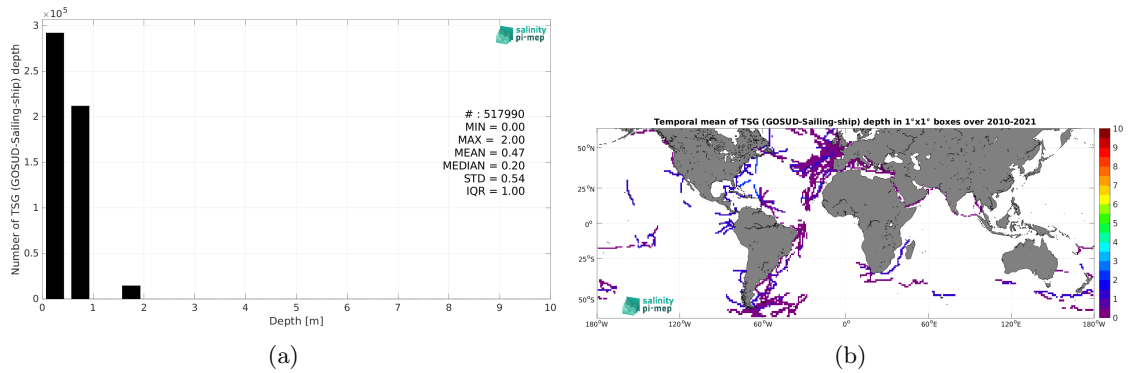 ×10^5
3
2.5
2
1.5
1
0.5
0
Number of TSG (GOSUD-Sailing-ship) depth
salinity
pi-mep
# : 517990
MIN = 0.00
MAX = 2.00
MEAN = 0.47
MEDIAN = 0.20
STD = 0.54
IQR = 1.00
0 1 2 3 4 5 6 7 8 9 10
Depth [m]
(a)
Temporal mean of TSG (GOSUD-Sailing-ship) depth in 1°x1° boxes over 2010-2021
50°N
25°N
0°
25°S
50°S
salinity
pi-mep
180°W 120°W 60°W 0°E 60°E 120°E 180°W
10
9
8
7
6
5
4
3
2
1
0
(b)